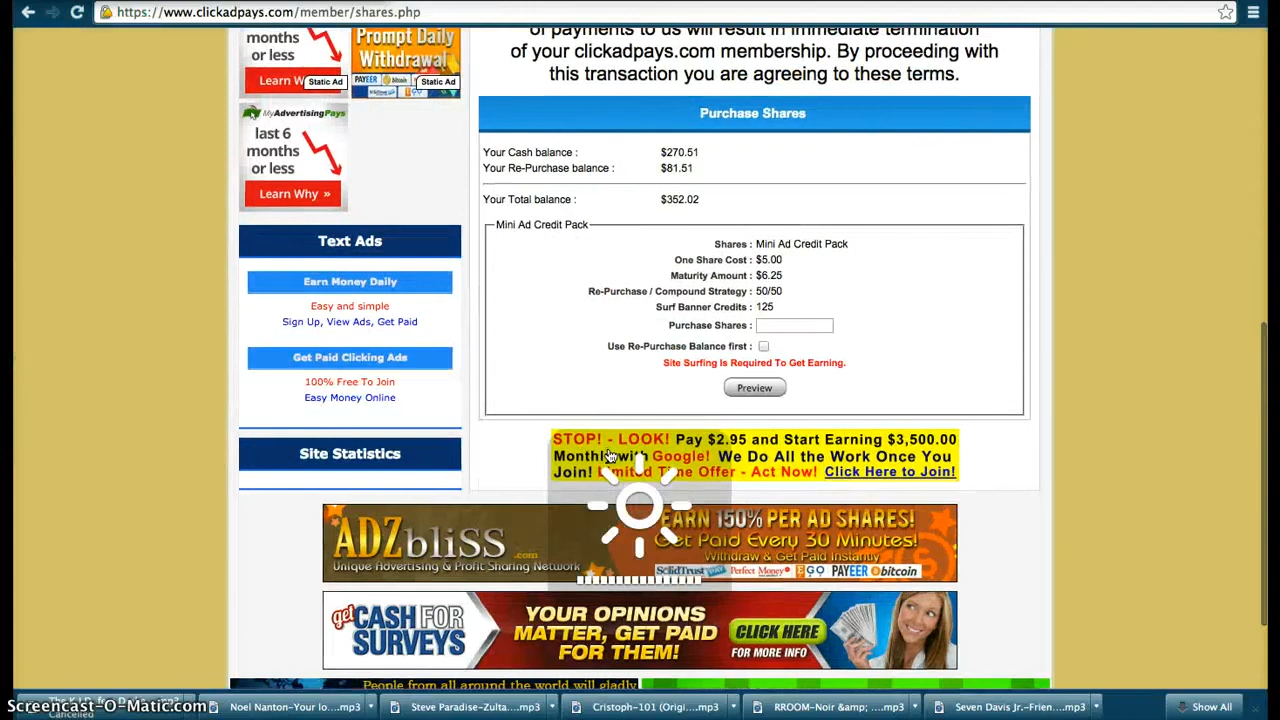 https://www.clickadpays.com/member/shares.php
of payments to us will result in immediate termination
of your clickadpays.com membership. By proceeding with
this transaction you are agreeing to these terms.
months
or less
Static Ad
Prompt Daily
Withdrawal
PAYEER
Bitcoin
Static Ad
MyAdvertisingPays
last 6
months
or less
Learn Why »
Text Ads
Earn Money Daily
Easy and simple
Sign Up, View Ads, Get Paid
Get Paid Clicking Ads
100% Free To Join
Easy Money Online
Site Statistics
Purchase Shares
Your Cash balance : $270.51
Your Re-Purchase balance : $81.51
Your Total balance : $352.02
Mini Ad Credit Pack
Shares : Mini Ad Credit Pack
One Share Cost : $5.00
Maturity Amount : $6.25
Re-Purchase / Compound Strategy : 50/50
Surf Banner Credits : 125
Purchase Shares :
Use Re-Purchase Balance first :
Site Surfing Is Required To Get Earning.
Preview
STOP! - LOOK! Pay $2.95 and Start Earning $3,500.00
Monthly with Google! We Do All the Work Once You
Join! Limited Time Offer - Act Now! Click Here to Join!
ADZbliss.com
Unique Advertising & Profit Sharing Network
EARN 150% PER AD SHARES!
Get Paid Every 30 Minutes!
Withdraw & Get Paid Instantly
SolidTrust PAY Perfect Money EGO PAYEER bitcoin
get CASH FOR SURVEYS
YOUR OPINIONS
MATTER, GET PAID
FOR THEM!
CLICK HERE
FOR MORE INFO
People from all around the world will gladly
Cancelled
Noel Nanton-Your lo....mp3
Steve Paradise-Zulta....mp3
Cristoph-101 (Origi....mp3
RROOM-Noir &amp; ....mp3
Seven Davis Jr.-Frien....mp3
Show All
Screencast-O-Matic.com